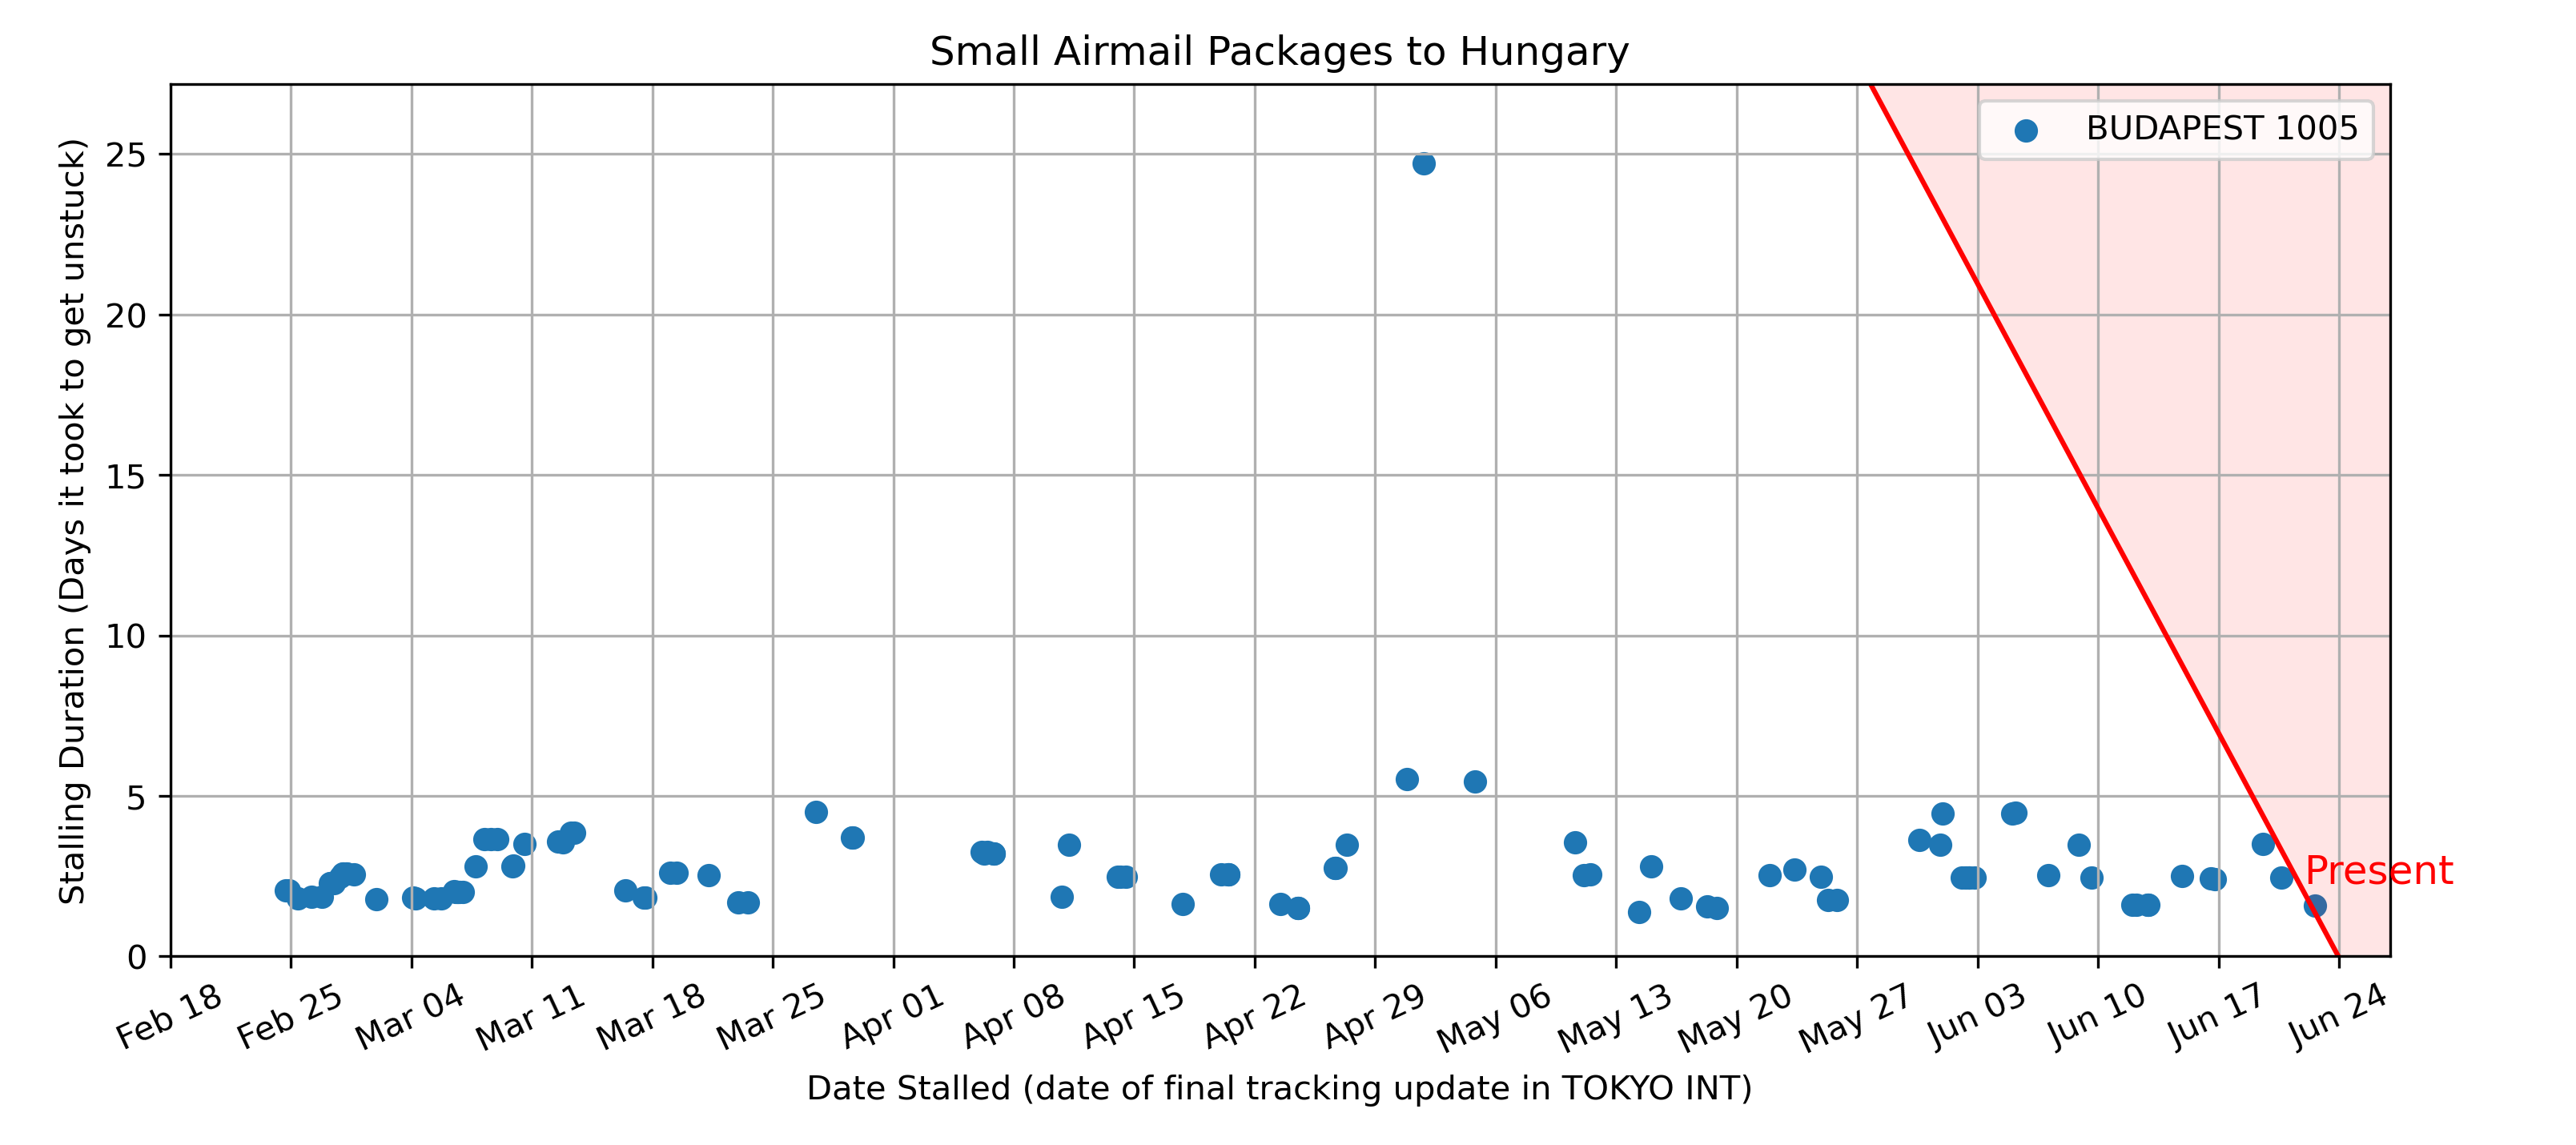 Small Airmail Packages to Hungary
BUDAPEST 1005
Stalling Duration (Days it took to get unstuck)
25
20
15
10
5
0
Present
Feb 18
Feb 25
Mar 04
Mar 11
Mar 18
Mar 25
Apr 01
Apr 08
Apr 15
Apr 22
Apr 29
May 06
May 13
May 20
May 27
Jun 03
Jun 10
Jun 17
Jun 24
Date Stalled (date of final tracking update in TOKYO INT)